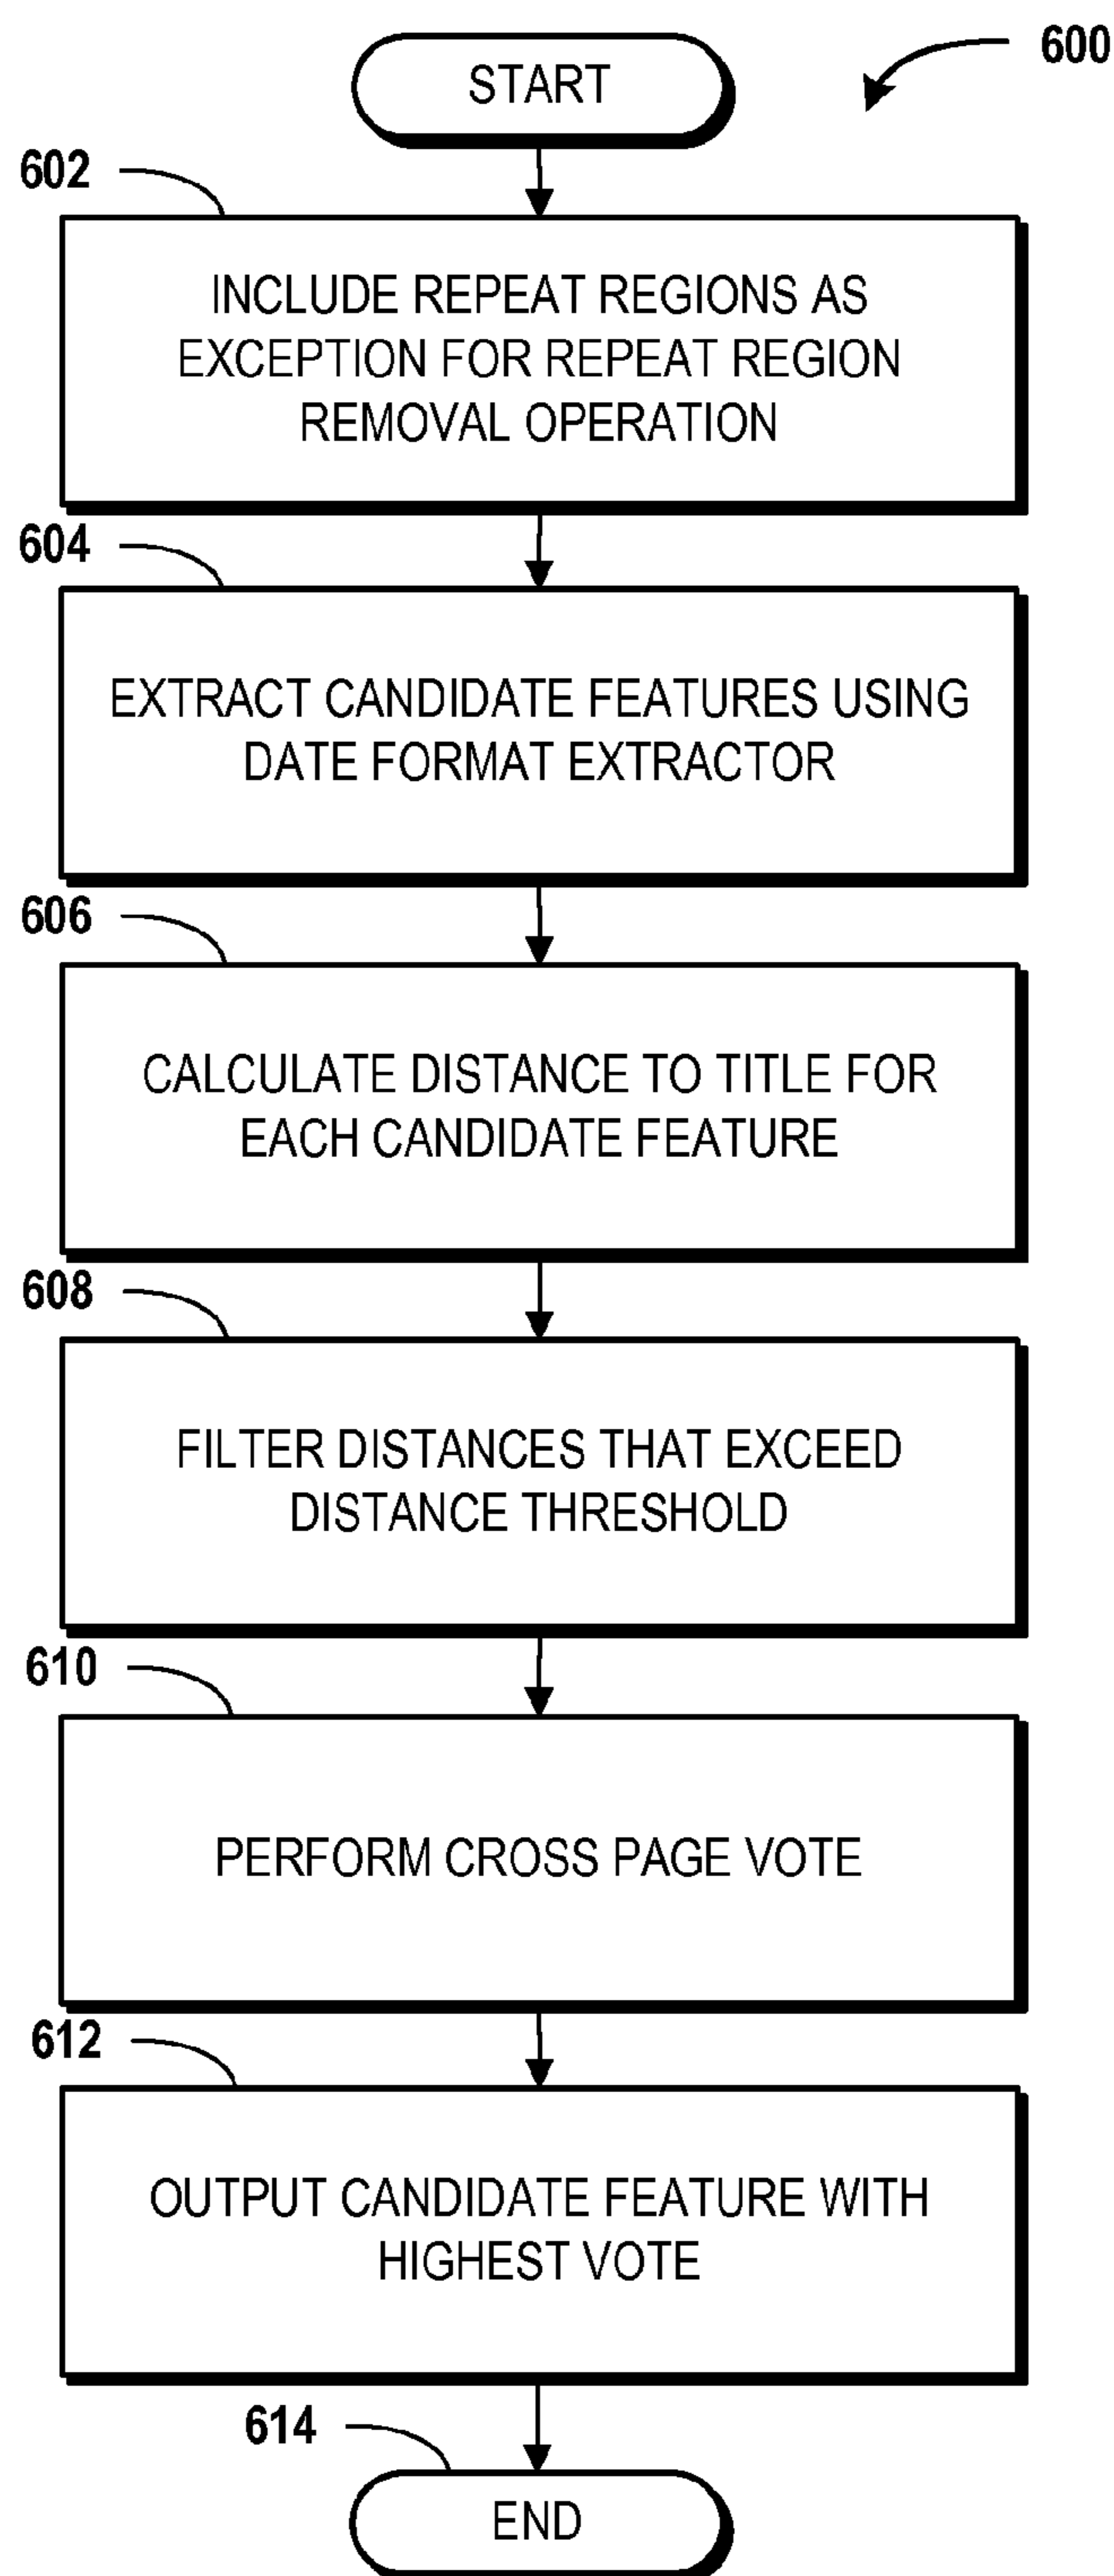 START
600
602
INCLUDE REPEAT REGIONS AS
EXCEPTION FOR REPEAT REGION
REMOVAL OPERATION
604
EXTRACT CANDIDATE FEATURES USING
DATE FORMAT EXTRACTOR
606
CALCULATE DISTANCE TO TITLE FOR
EACH CANDIDATE FEATURE
608
FILTER DISTANCES THAT EXCEED
DISTANCE THRESHOLD
610
PERFORM CROSS PAGE VOTE
612
OUTPUT CANDIDATE FEATURE WITH
HIGHEST VOTE
614
END